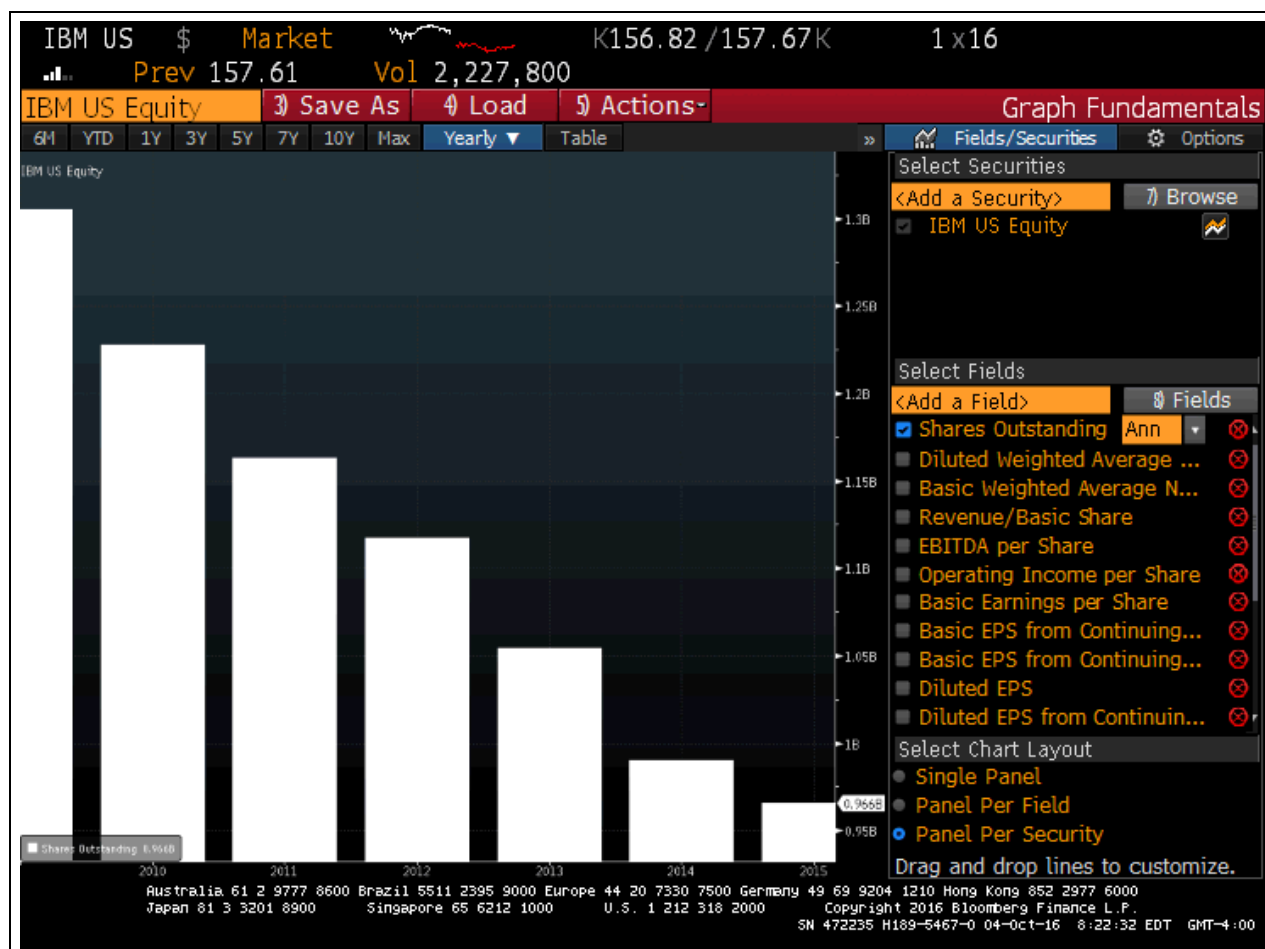 IBM US $ Market K156.82 /157.67K 1 x16
Prev 157.61 Vol 2,227,800
IBM US Equity 3) Save As 4) Load 5) Actions Graph Fundamentals
6M YTD 1Y 3Y 5Y 7Y 10Y Max Yearly ▼ Table » Fields/Securities Options
IBM US Equity
Select Securities
<Add a Security> 7) Browse
IBM US Equity
Select Fields
<Add a Field> 8) Fields
Shares Outstanding Ann
Diluted Weighted Average ...
Basic Weighted Average N...
Revenue/Basic Share
EBITDA per Share
Operating Income per Share
Basic Earnings per Share
Basic EPS from Continuing...
Basic EPS from Continuing...
Diluted EPS
Diluted EPS from Continuin...
Select Chart Layout
Single Panel
Panel Per Field
Panel Per Security
Drag and drop lines to customize.
1.3B
1.25B
1.2B
1.15B
1.1B
1.05B
1B
0.966B
0.95B
Shares Outstanding 0.966B
2010 2011 2012 2013 2014 2015
Australia 61 2 9777 8600 Brazil 5511 2395 9000 Europe 44 20 7330 7500 Germany 49 69 9204 1210 Hong Kong 852 2977 6000
Japan 81 3 3201 8900 Singapore 65 6212 1000 U.S. 1 212 318 2000 Copyright 2016 Bloomberg Finance L.P.
SN 472235 H189-5467-0 04-Oct-16 8:22:32 EDT GMT-4:00